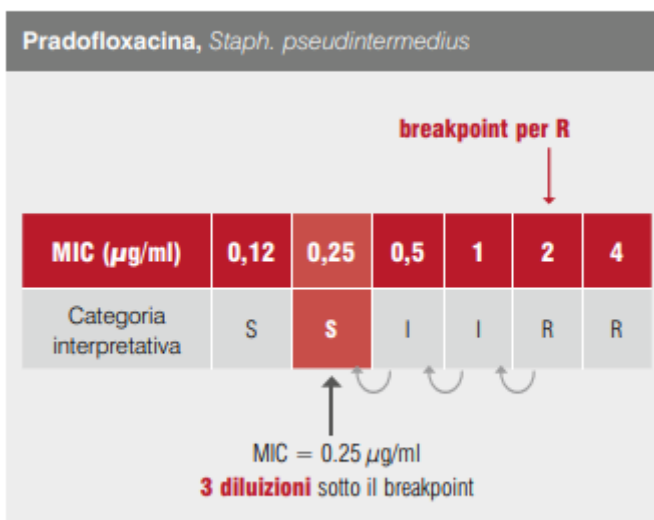 Pradofloxacina, Staph. pseudintermedius
breakpoint per R
MIC (μg/ml) 0,12 0,25 0,5 1 2 4
Categoria
interpretativa S S I I R R
MIC = 0.25 μg/ml
3 diluizioni sotto il breakpoint